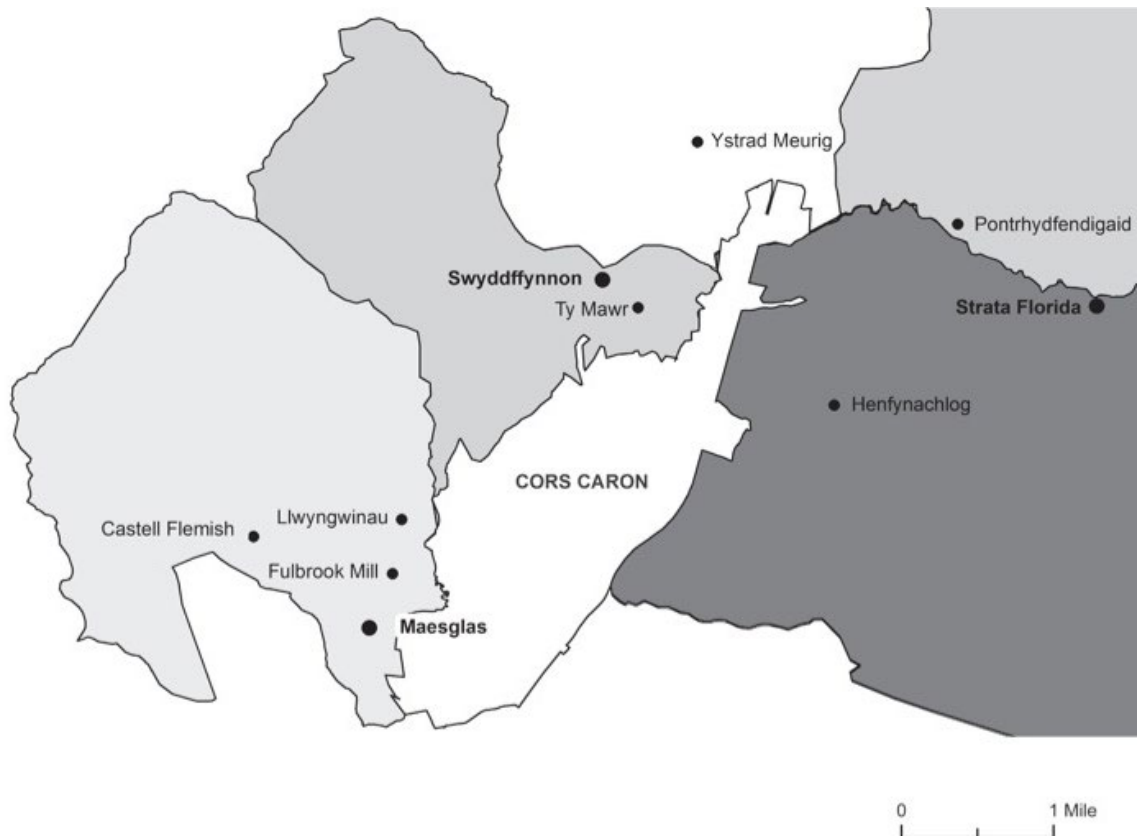 Ystrad Meurig
Pontrhydfendigaid
Swyddffynnon
Ty Mawr
Strata Florida
Henfynachlog
CORS CARON
Llwyngwinau
Castell Flemish
Fulbrook Mill
Maesglas
0 1 Mile